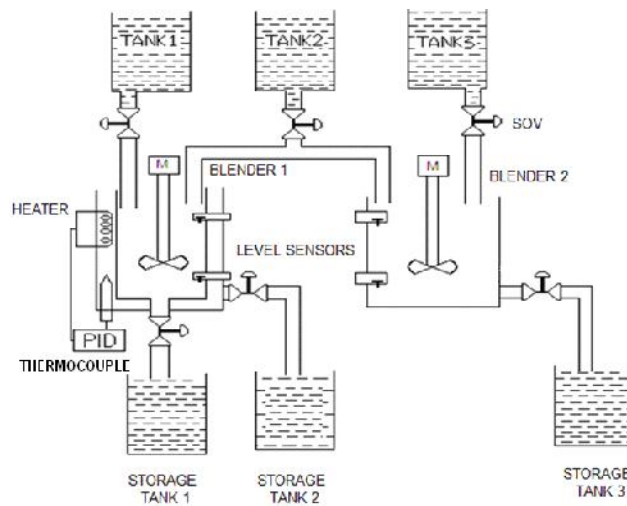 TANK1
TANK2
TANK3
SOV
M
BLENDER 1
M
BLENDER 2
HEATER
LEVEL SENSORS
PID
THERMOCOUPLE
STORAGE
TANK 1
STORAGE
TANK 2
STORAGE
TANK 3